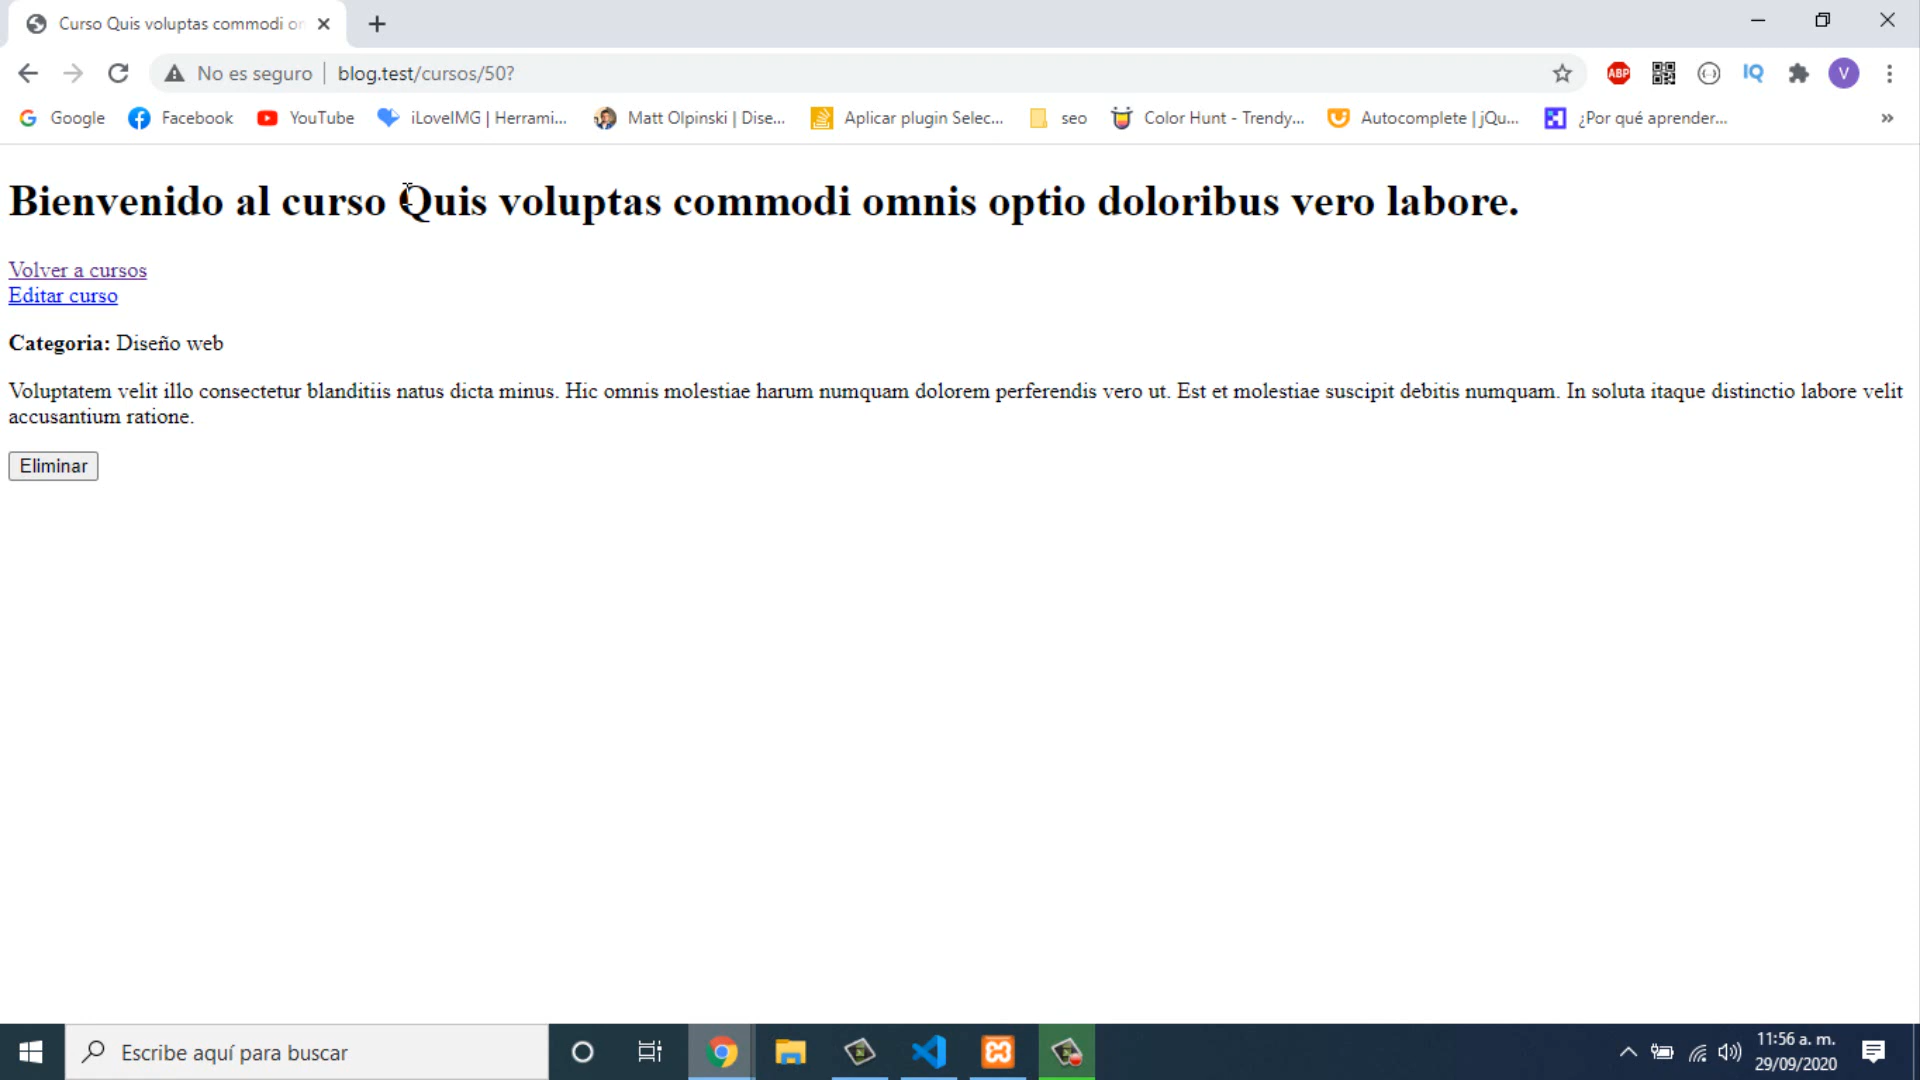 Curso Quis voluptas commodi on
No es seguro | blog.test/cursos/50?
ABP IQ V
Google Facebook YouTube iLoveIMG | Herrami... Matt Olpinski | Dise... Aplicar plugin Selec... seo Color Hunt - Trendy... Autocomplete | jQu... ¿Por qué aprender... »
Bienvenido al curso Quis voluptas commodi omnis optio doloribus vero labore.
Volver a cursos
Editar curso
Categoria: Diseño web
Voluptatem velit illo consectetur blanditiis natus dicta minus. Hic omnis molestiae harum numquam dolorem perferendis vero ut. Est et molestiae suscipit debitis numquam. In soluta itaque distinctio labore velit
accusantium ratione.
Eliminar
Escribe aquí para buscar
11:56 a. m.
29/09/2020